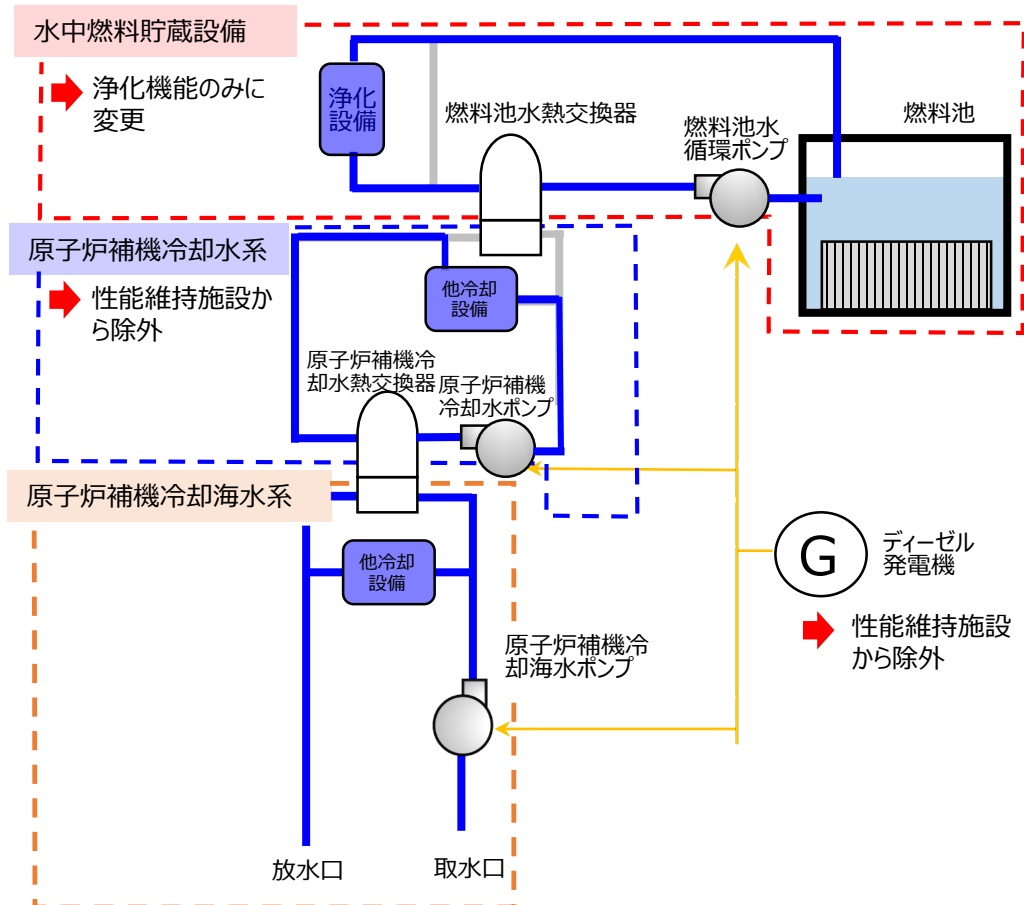 水中燃料貯蔵設備
浄化機能のみに
変更
浄化
設備
燃料池水熱交換器
燃料池水
循環ポンプ
燃料池
原子炉補機冷却水系
性能維持施設か
ら除外
他冷却
設備
原子炉補機冷
却水熱交換器
原子炉補機
冷却水ポンプ
原子炉補機冷却海水系
他冷却
設備
G
ディーゼル
発電機
性能維持施設
から除外
原子炉補機冷
却海水ポンプ
放水口
取水口